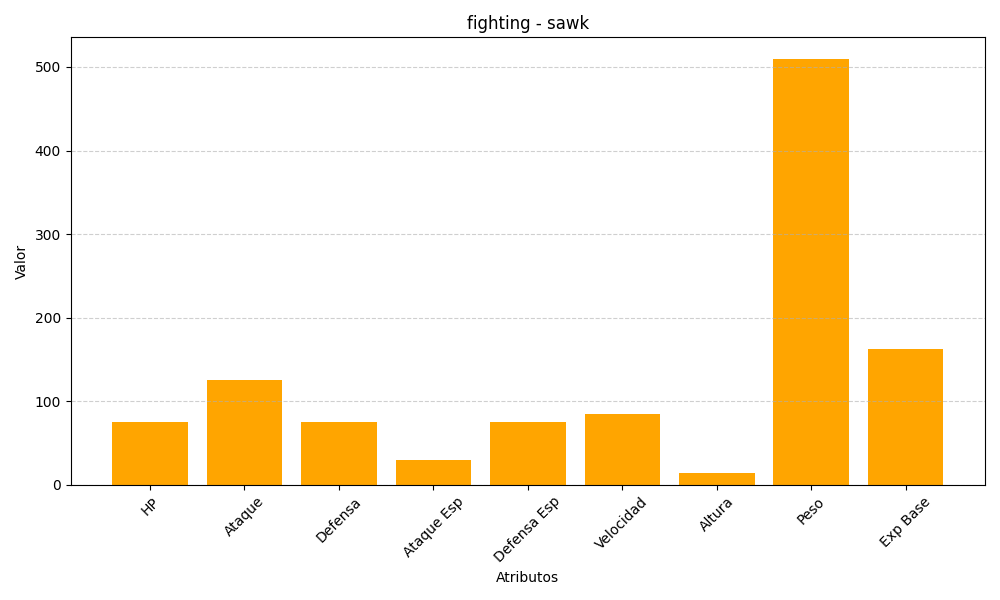 fighting - sawk
Valor
500
400
300
200
100
0
HP
Ataque
Defensa
Ataque Esp
Defensa Esp
Velocidad
Altura
Peso
Exp Base
Atributos